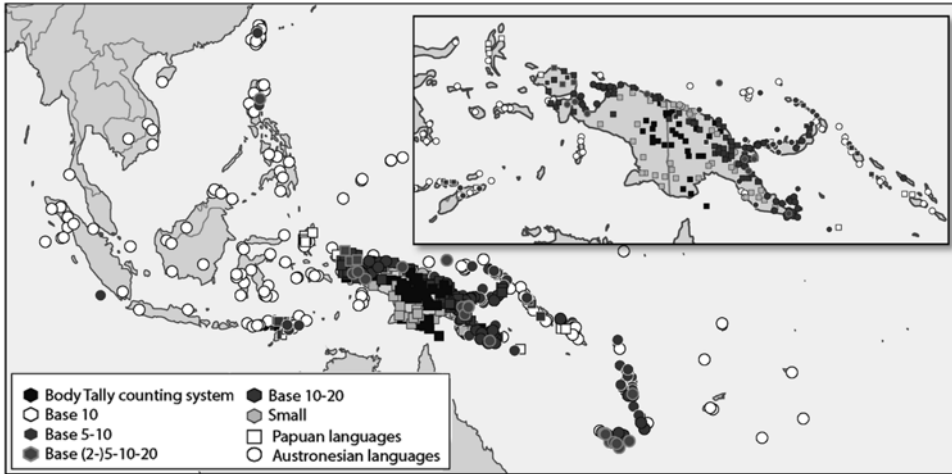 Body Tally counting system
Base 10
Base 5-10
Base (2-)5-10-20
Base 10-20
Small
Papuan languages
Austronesian languages